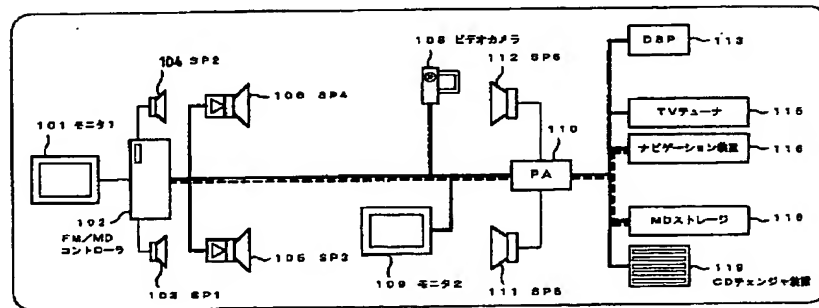 104 SP2
106 SP4
108 ビデオカメラ
112 SP6
DSP
113
101 モニタ1
TVチューナ
115
110
ナビゲーション装置
116
PA
102
FM/MD
コントローラ
MDストレージ
118
103 SP1
105 SP3
109 モニタ2
111 SP5
119
CDチェンジャ装置